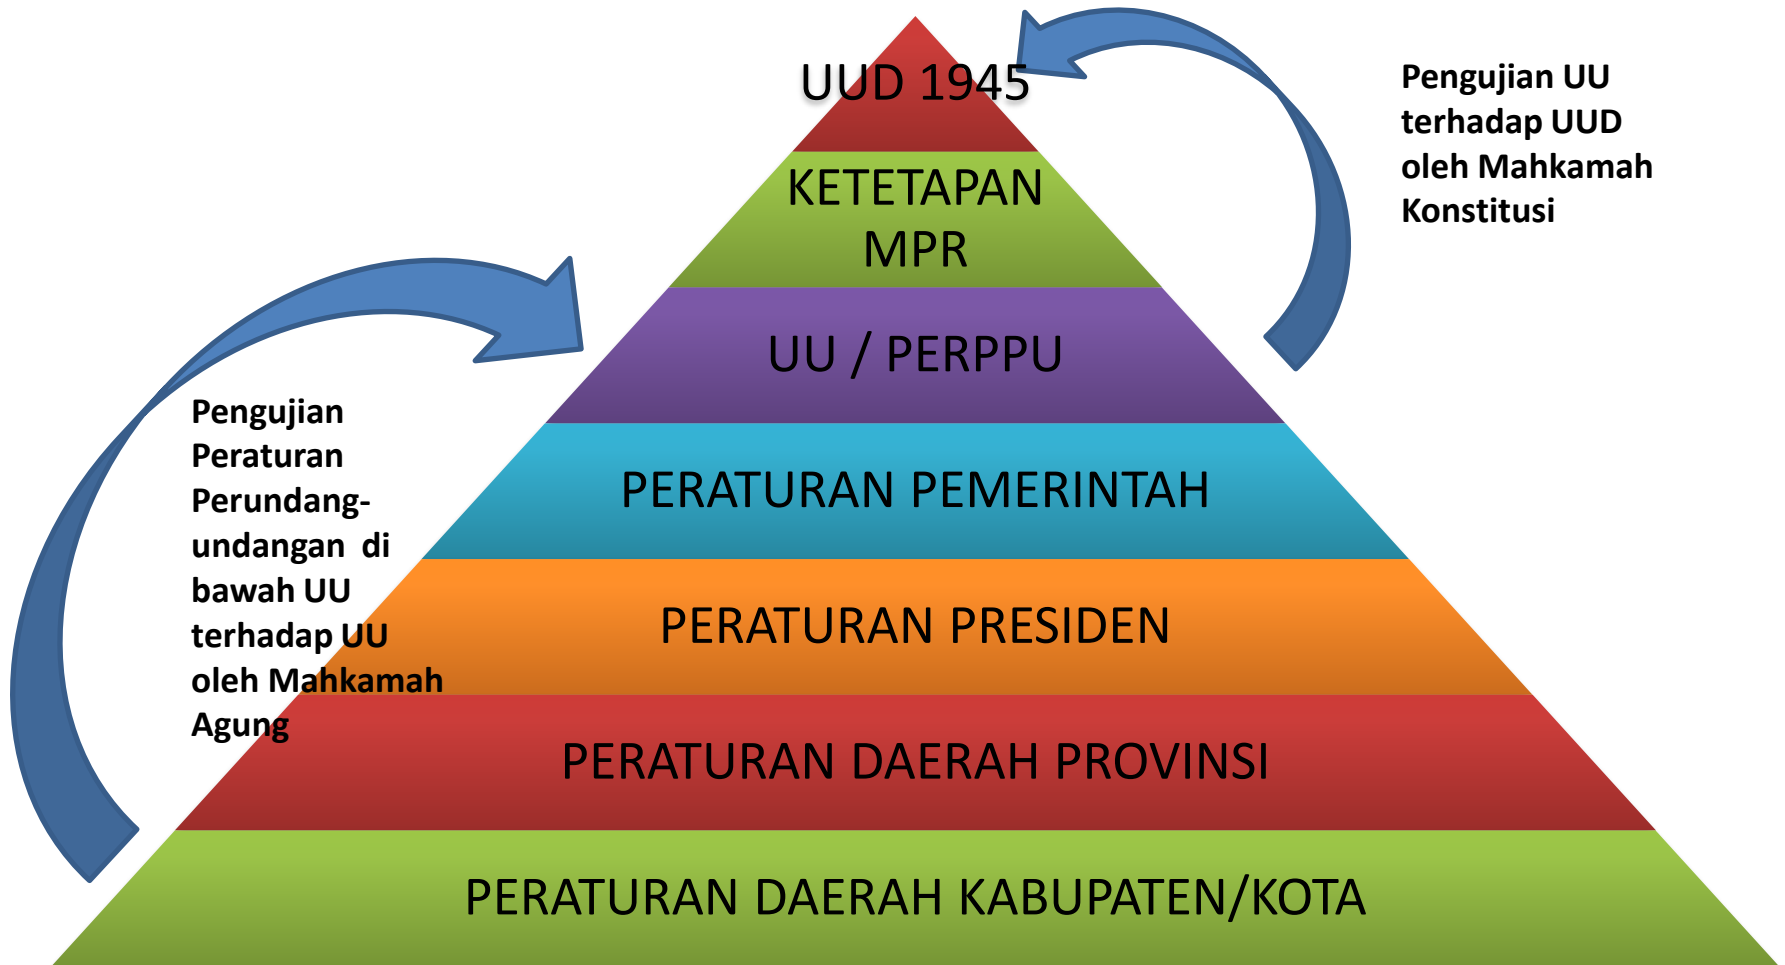 UUD 1945
KETETAPAN
MPR
UU / PERPPU
PERATURAN PEMERINTAH
PERATURAN PRESIDEN
PERATURAN DAERAH PROVINSI
PERATURAN DAERAH KABUPATEN/KOTA
Pengujian UU
terhadap UUD
oleh Mahkamah
Konstitusi
Pengujian
Peraturan
Perundang-
undangan di
bawah UU
terhadap UU
oleh Mahkamah
Agung